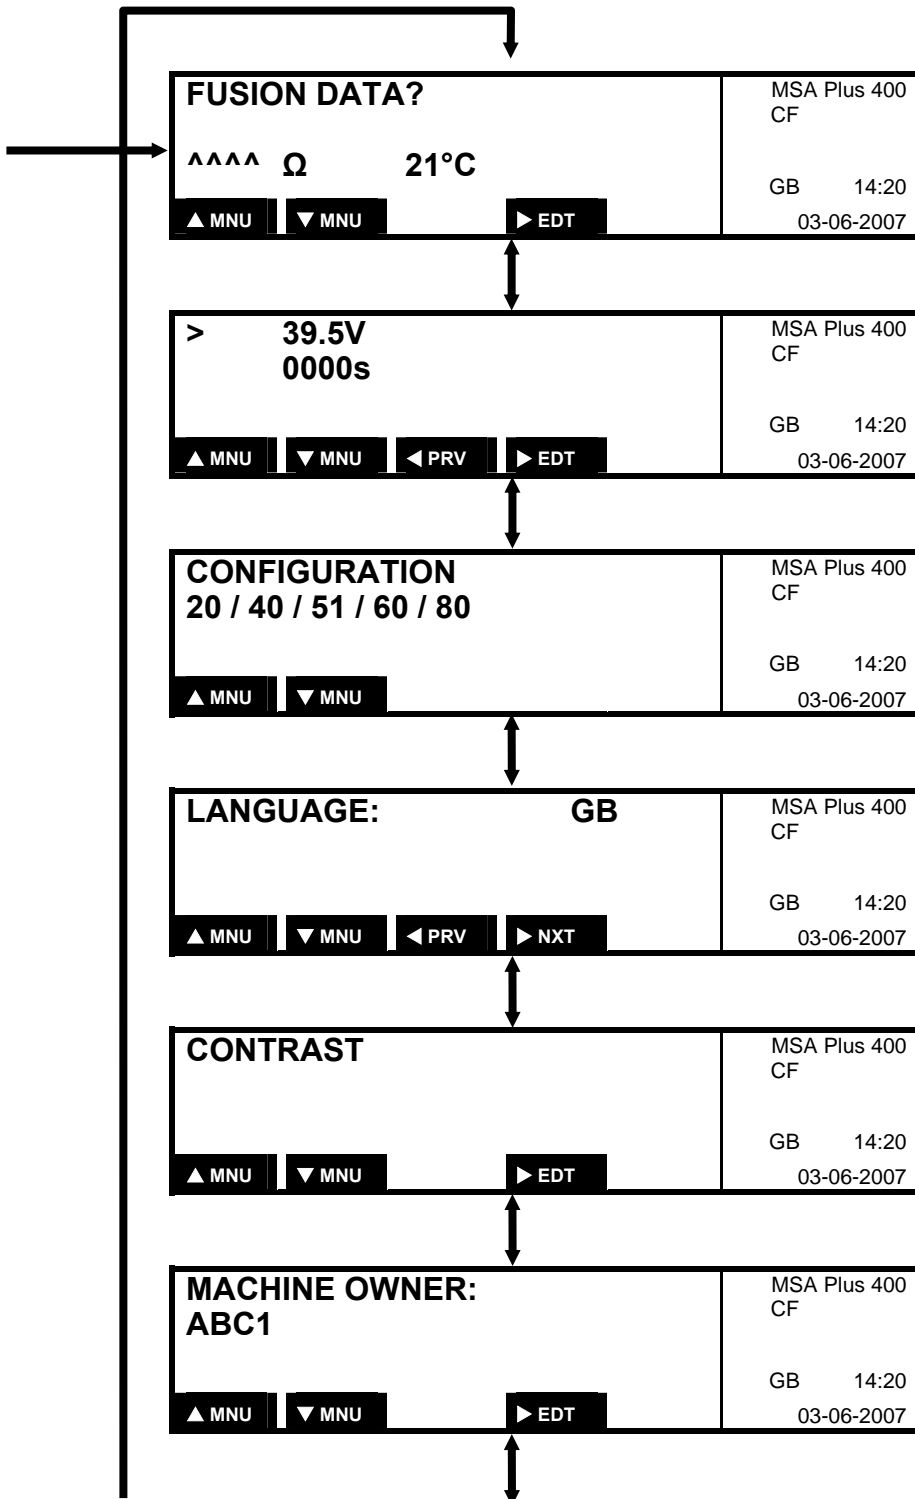 FUSION DATA?
^^^^ Ω 21°C
▲ MNU ▼ MNU ▶ EDT
MSA Plus 400
CF
GB 14:20
03-06-2007
> 39.5V
0000s
▲ MNU ▼ MNU ◀ PRV ▶ EDT
MSA Plus 400
CF
GB 14:20
03-06-2007
CONFIGURATION
20 / 40 / 51 / 60 / 80
▲ MNU ▼ MNU
MSA Plus 400
CF
GB 14:20
03-06-2007
LANGUAGE: GB
▲ MNU ▼ MNU ◀ PRV ▶ NXT
MSA Plus 400
CF
GB 14:20
03-06-2007
CONTRAST
▲ MNU ▼ MNU ▶ EDT
MSA Plus 400
CF
GB 14:20
03-06-2007
MACHINE OWNER:
ABC1
▲ MNU ▼ MNU ▶ EDT
MSA Plus 400
CF
GB 14:20
03-06-2007